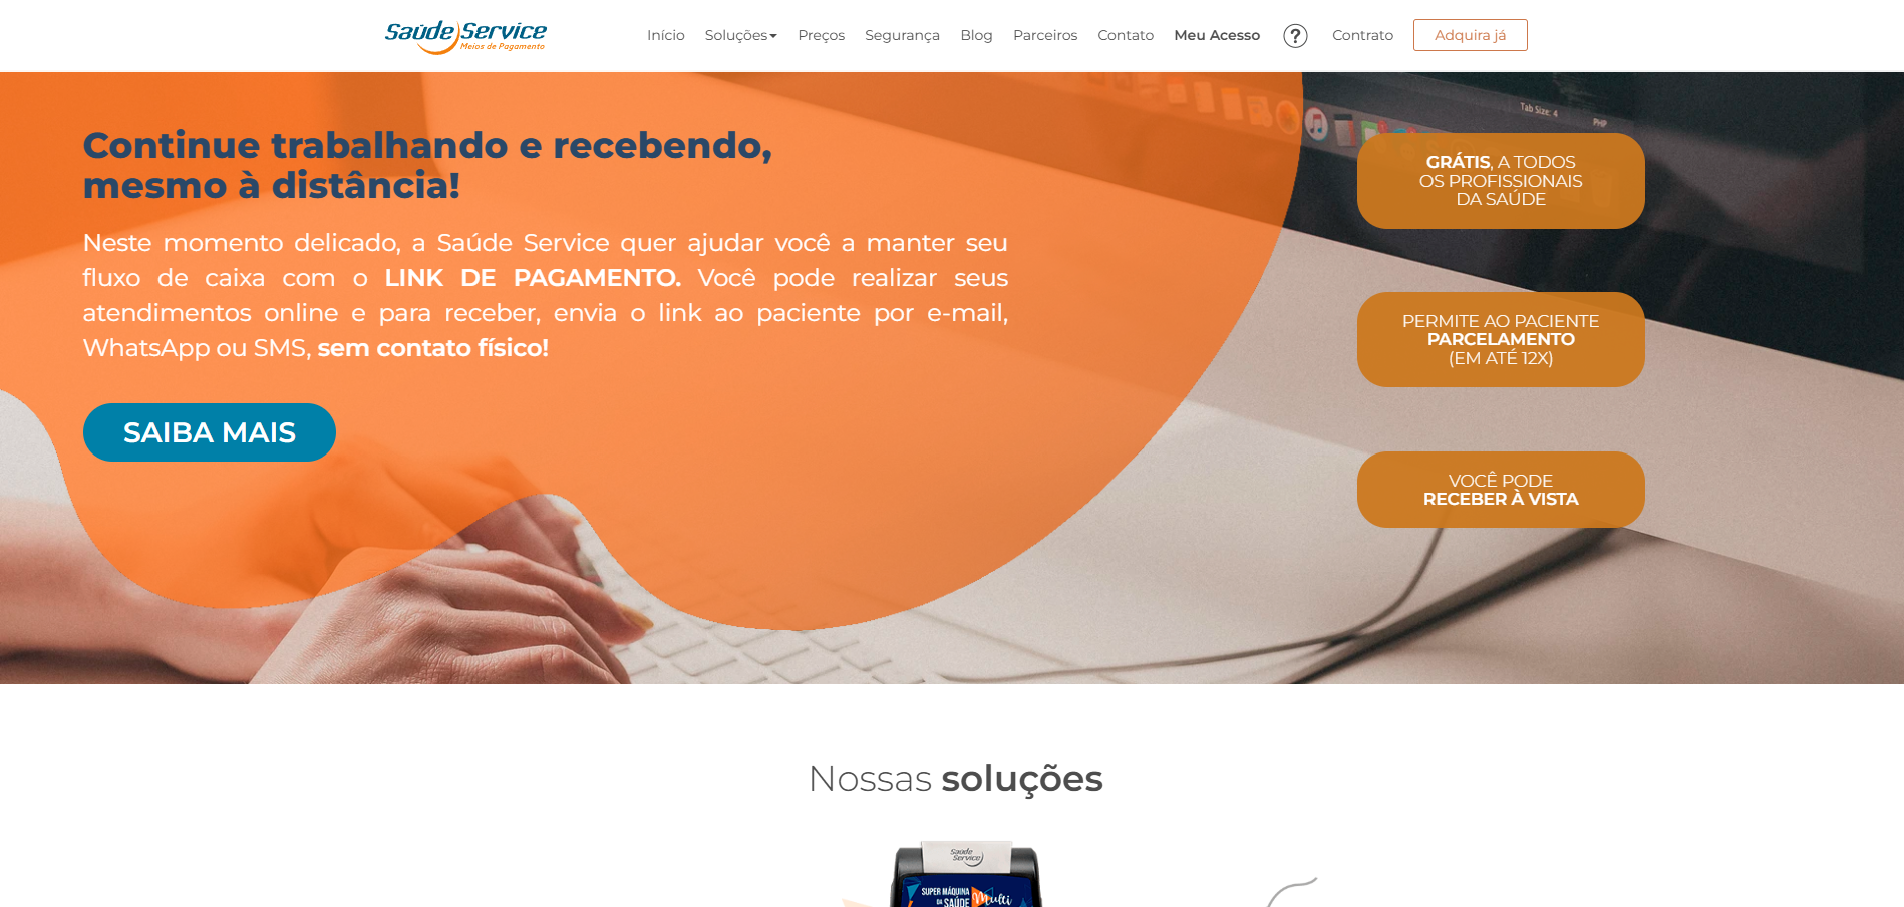 Saúde Service
Meios de Pagamento
Início
Soluções
Preços
Segurança
Blog
Parceiros
Contato
Meu Acesso
?
Contrato
Adquira já
Tab Size: 4
PHP
Continue trabalhando e recebendo,
mesmo à distância!
Neste momento delicado, a Saúde Service quer ajudar você a manter seu
fluxo de caixa com o LINK DE PAGAMENTO. Você pode realizar seus
atendimentos online e para receber, envia o link ao paciente por e-mail,
WhatsApp ou SMS, sem contato físico!
SAIBA MAIS
GRÁTIS, A TODOS
OS PROFISSIONAIS
DA SAÚDE
PERMITE AO PACIENTE
PARCELAMENTO
(EM ATÉ 12X)
VOCÊ PODE
RECEBER À VISTA
Nossas soluções
Saúde
Service
SUPER MÁQUINA
DA SAÚDE
Multi